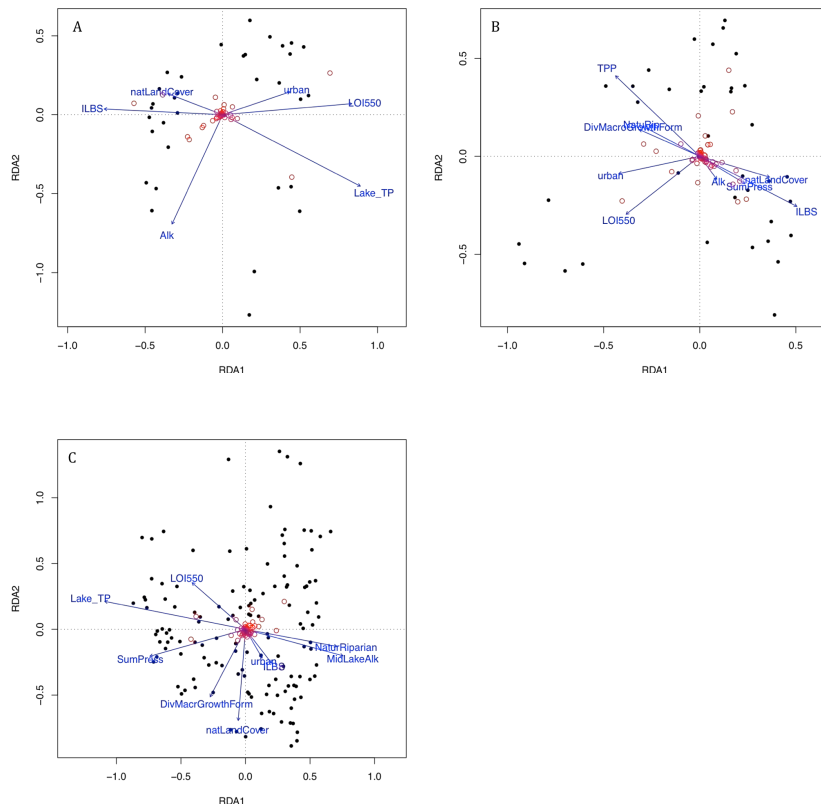 A
0.5
0.0
−0.5
−1.0
RDA2
natLandCover
urban
ILBS
LOI550
Lake_TP
Alk
−1.0 −0.5 0.0 0.5 1.0
RDA1
B
0.5
0.0
−0.5
RDA2
TPP
DivMacroGrowthForm
urban
Alk
natLandCover
SumPress
ILBS
LOI550
−1.0 −0.5 0.0 0.5
RDA1
C
1.0
0.5
0.0
−0.5
RDA2
LOI550
Lake_TP
NaturRiparian
SumPress
MidLakeAlk
urban
ILBS
DivMacrGrowthForm
natLandCover
−1.0 −0.5 0.0 0.5 1.0
RDA1